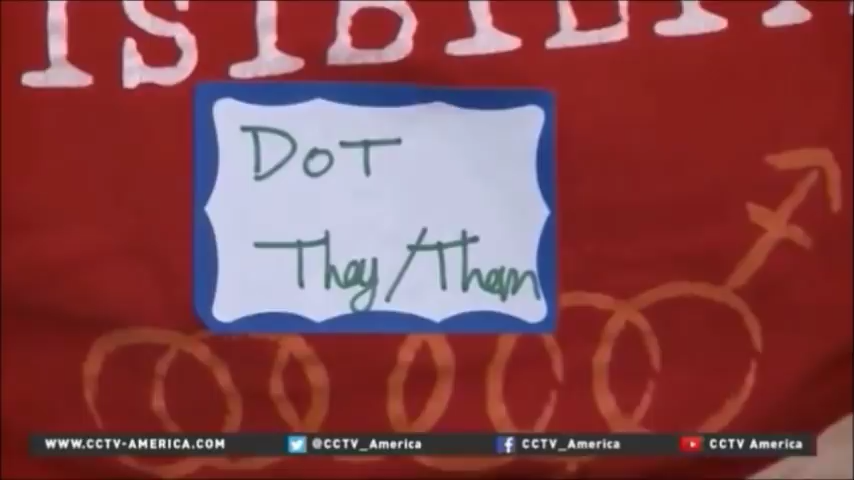 ISIBILI
DOT
They/Them
WWW.CCTV-AMERICA.COM @CCTV_America CCTV_America CCTV America